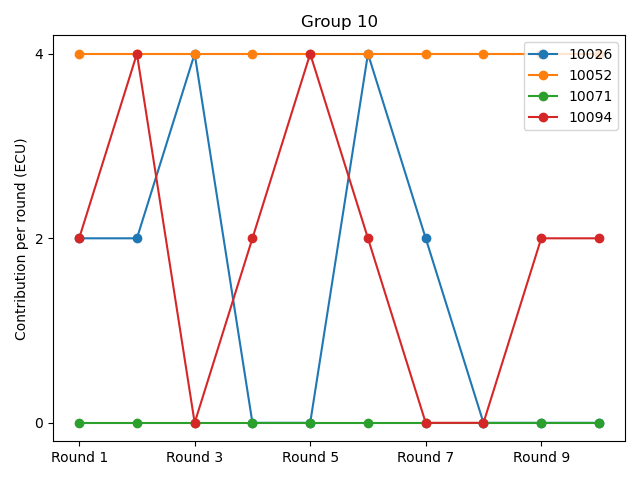 Group 10
Contribution per round (ECU)
4
2
0
10026
10052
10071
10094
Round 1
Round 3
Round 5
Round 7
Round 9